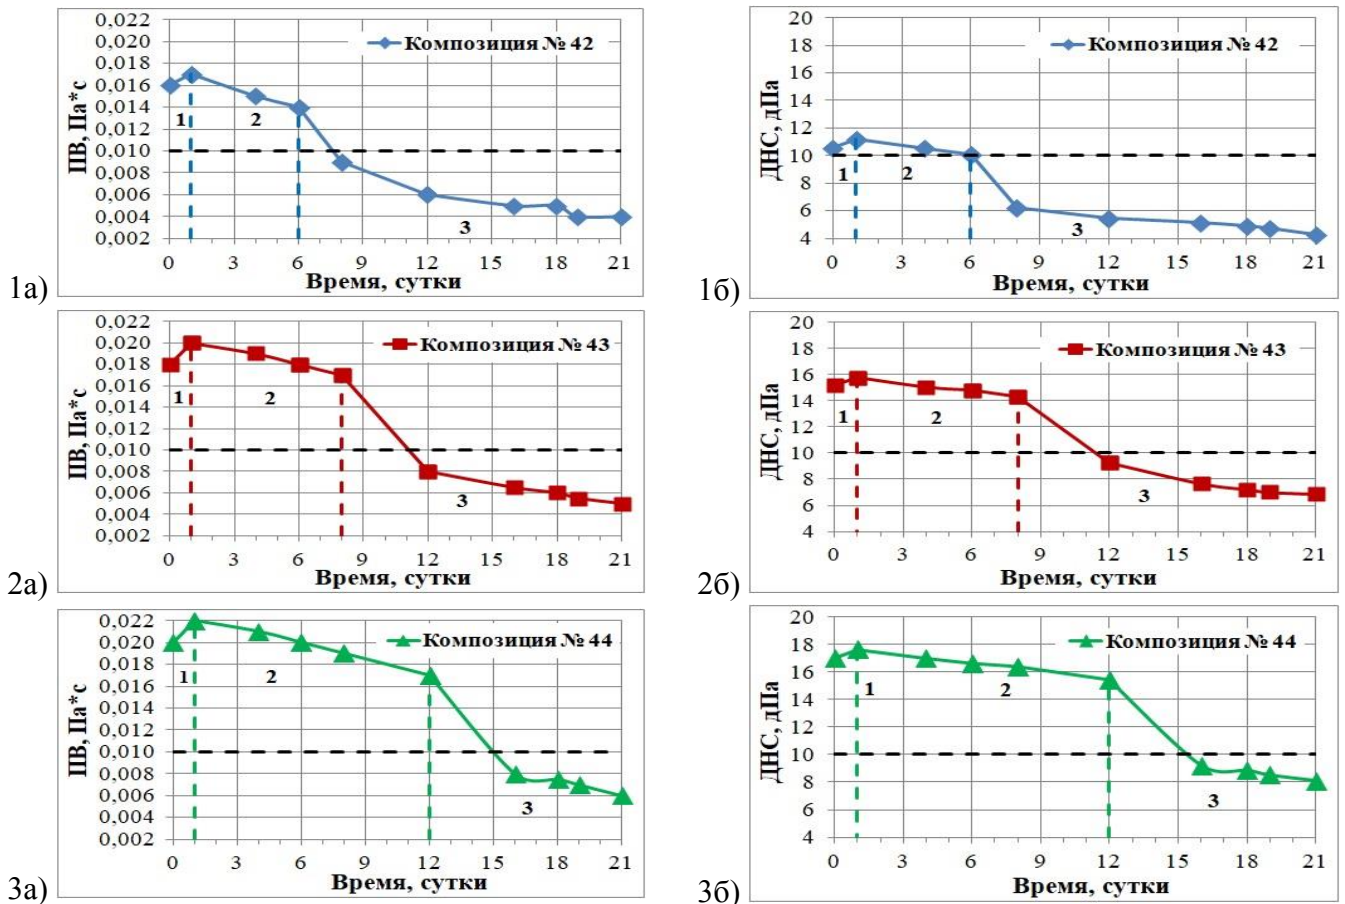 1а)
ПВ, Па*с
0,022
0,020
0,018
0,016
0,014
0,012
0,010
0,008
0,006
0,004
0,002
Композиция № 42
1 2 3
0 3 6 9 12 15 18 21
Время, сутки
1б)
ДНС, дПа
20
18
16
14
12
10
8
6
4
Композиция № 42
1 2 3
0 3 6 9 12 15 18 21
Время, сутки
2а)
ПВ, Па*с
0,022
0,020
0,018
0,016
0,014
0,012
0,010
0,008
0,006
0,004
0,002
Композиция № 43
1 2 3
0 3 6 9 12 15 18 21
Время, сутки
2б)
ДНС, дПа
20
18
16
14
12
10
8
6
4
Композиция № 43
1 2 3
0 3 6 9 12 15 18 21
Время, сутки
3а)
ПВ, Па*с
0,022
0,020
0,018
0,016
0,014
0,012
0,010
0,008
0,006
0,004
0,002
Композиция № 44
1 2 3
0 3 6 9 12 15 18 21
Время, сутки
3б)
ДНС, дПа
20
18
16
14
12
10
8
6
4
Композиция № 44
1 2 3
0 3 6 9 12 15 18 21
Время, сутки